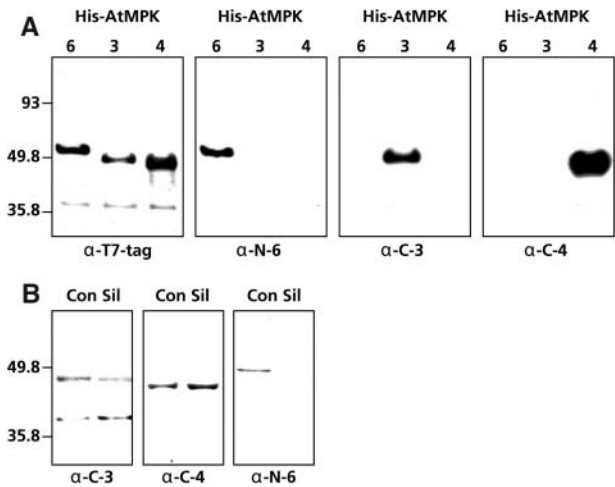 A
His-AtMPK His-AtMPK His-AtMPK His-AtMPK
6 3 4 6 3 4 6 3 4 6 3 4
93
49.8
35.8
α-T7-tag α-N-6 α-C-3 α-C-4
B
Con Sil Con Sil Con Sil
49.8
35.8
α-C-3 α-C-4 α-N-6